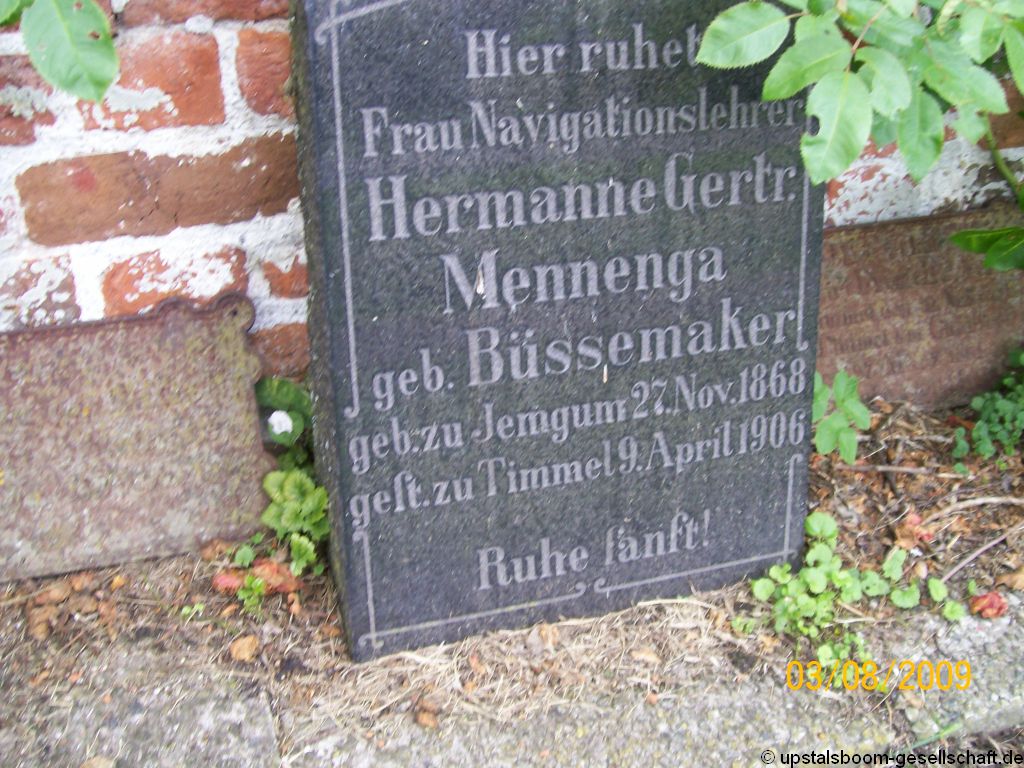 Hier ruhet
Frau Navigationslehrer
Hermanne Gertr.
Mennenga
geb. Büssemaker
geb. zu Jemgum 27. Nov. 1868
geſt. zu Timmel 9. April 1906
Ruhe ſanft!
03/08/2009
© upstalsboom-gesellschaft.de